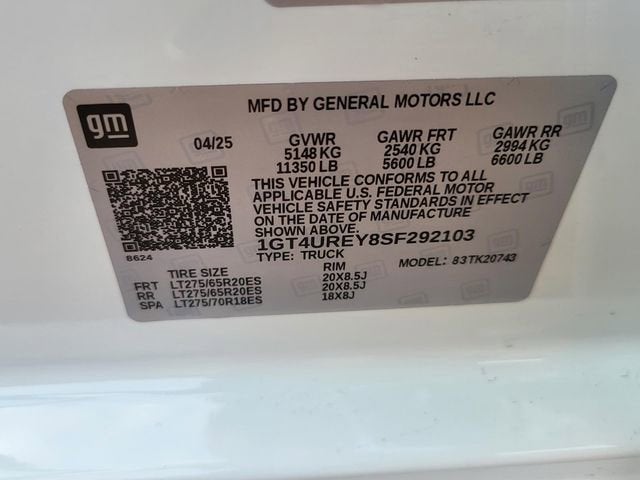 gm
MFD BY GENERAL MOTORS LLC
04/25
GVWR GAWR FRT GAWR RR
5148 KG 2540 KG 2994 KG
11350 LB 5600 LB 6600 LB
THIS VEHICLE CONFORMS TO ALL
APPLICABLE U.S. FEDERAL MOTOR
VEHICLE SAFETY STANDARDS IN EFFECT
ON THE DATE OF MANUFACTURE
SHOWN ABOVE.
1GT4UREY8SF292103
8624
TYPE: TRUCK MODEL: 83TK20743
TIRE SIZE RIM
FRT LT275/65R20ES 20X8.5J
RR LT275/65R20ES 20X8.5J
SPA LT275/70R18ES 18X8J